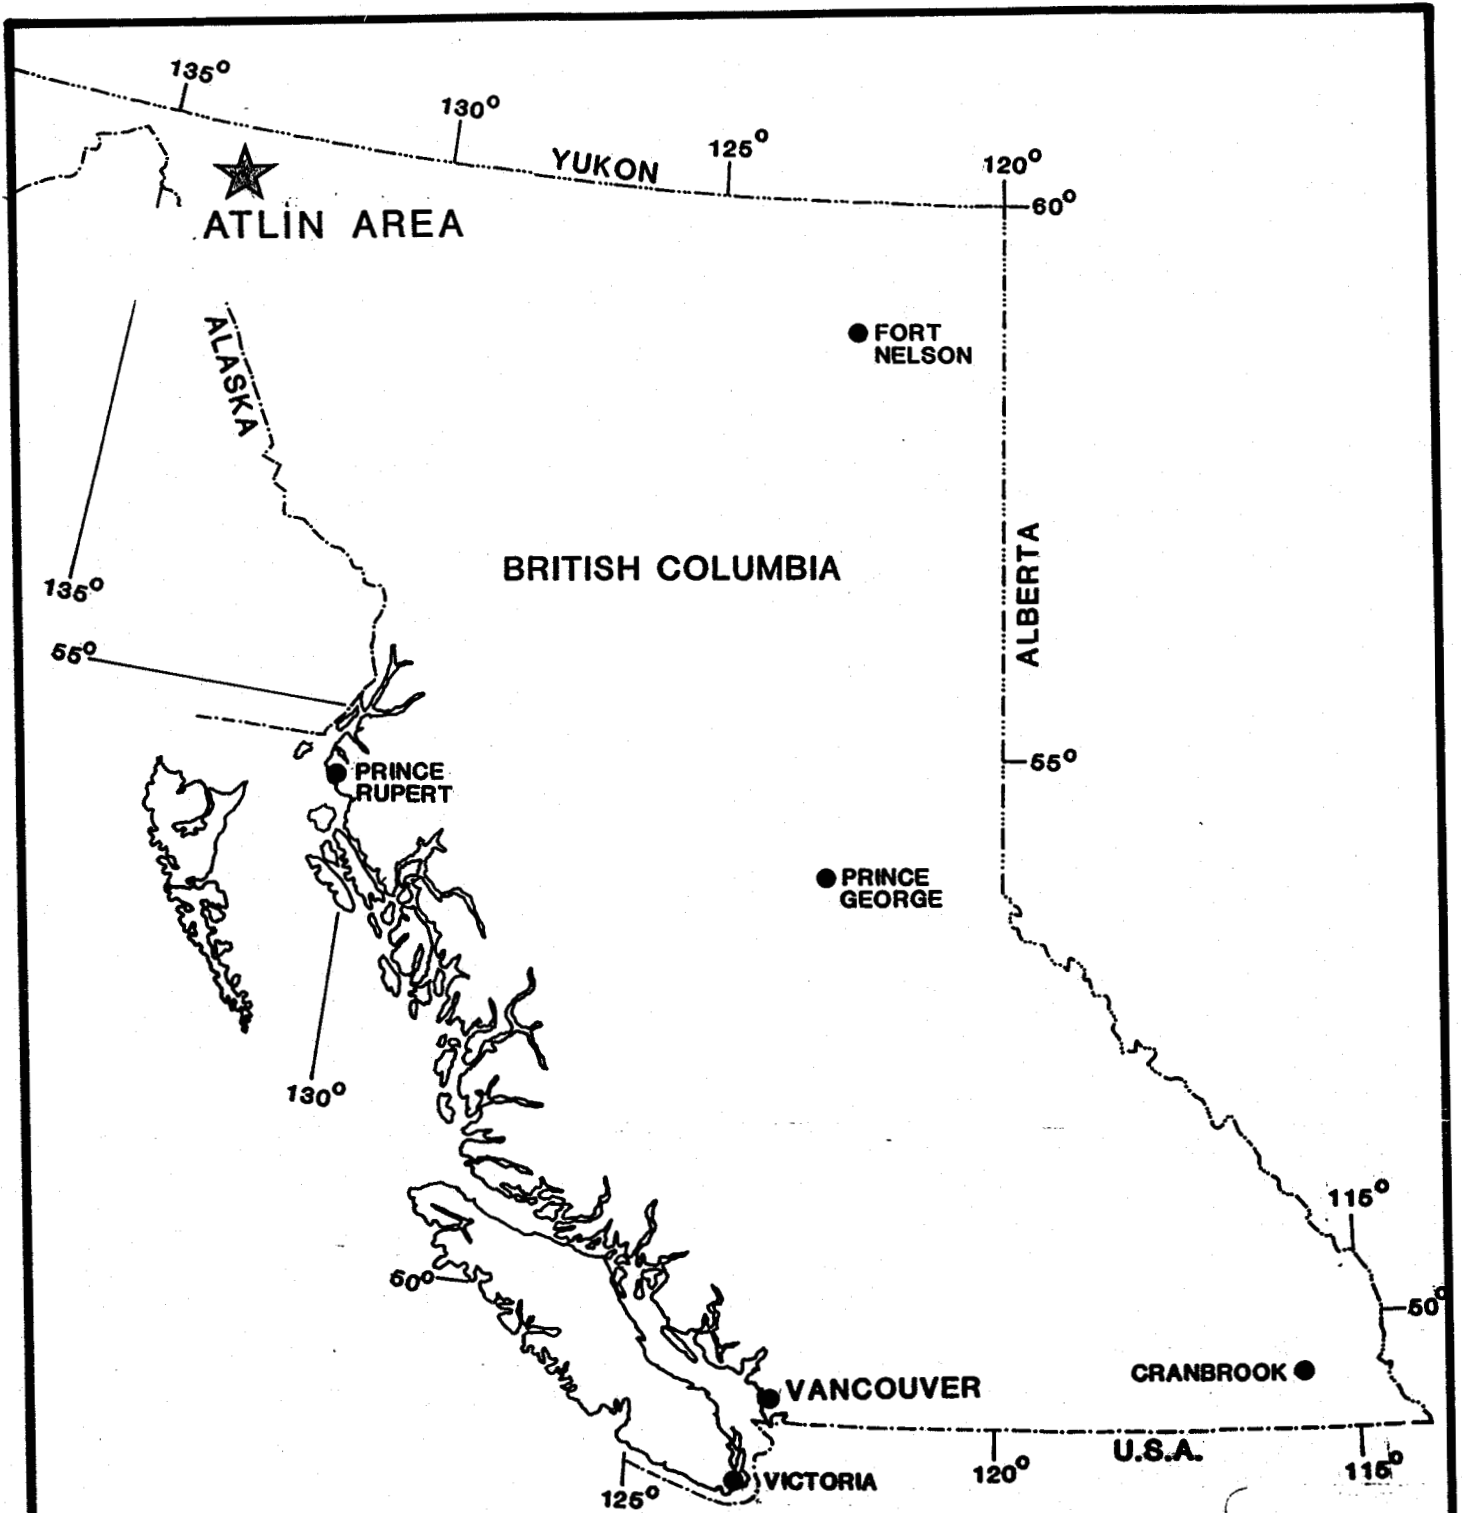 135°
130°
125°
120°
YUKON
60°
ATLIN AREA
ALASKA
FORT
NELSON
BRITISH COLUMBIA
ALBERTA
135°
55°
55°
PRINCE
RUPERT
PRINCE
GEORGE
130°
115°
50°
50°
CRANBROOK
VANCOUVER
U.S.A.
VICTORIA
120°
115°
125°